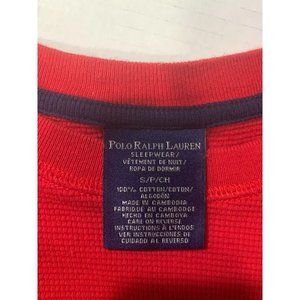 POLO RALPH LAUREN
SLEEPWEAR/
VÊTEMENT DE NUIT/
ROPA DE DORMIR
S/P/CH
100% COTTON/COTON/
ALGODÓN
MADE IN CAMBODIA
FABRIQUÉ AU CAMBODGE
HECHO EN CAMBOYA
CARE ON REVERSE
INSTRUCTIONS À L'ENDOS
VER INSTRUCCIONES DE
CUIDADO AL REVERSO